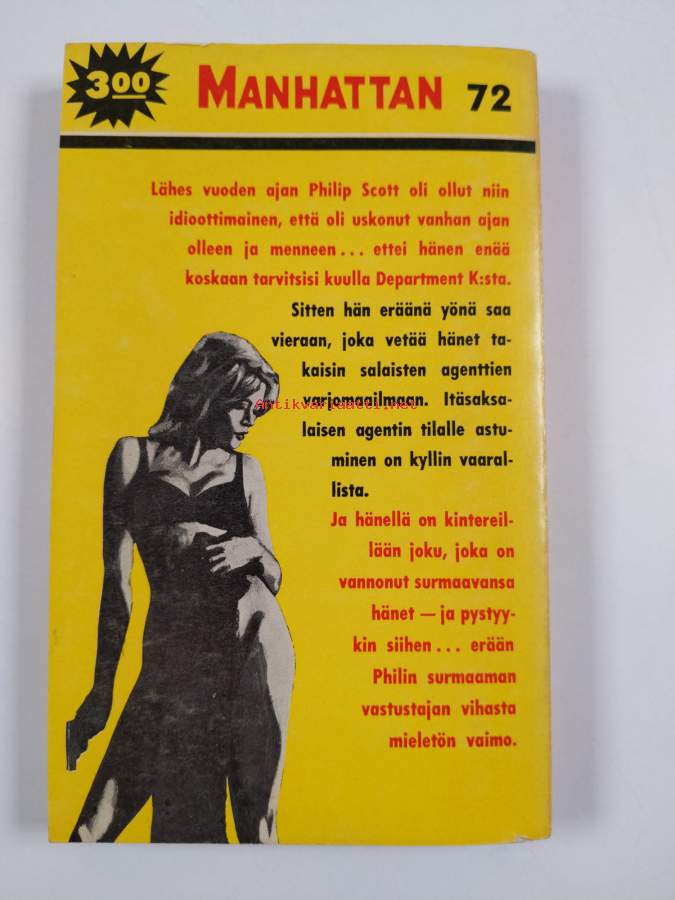 3.00 MANHATTAN 72
Lähes vuoden ajan Philip Scott oli ollut niin
idioottimainen, että oli uskonut vanhan ajan
olleen ja menneen... ettei hänen enää
koskaan tarvitsisi kuulla Department K:sta.
Sitten hän eräänä yönä saa
vieraan, joka vetää hänet ta-
kaisin salaisten agenttien
varjomaailmaan. Itäsaksa-
Antikvariaatti.net
laisen agentin tilalle astu-
minen on kyllin vaaral-
lista.
Ja hänellä on kintereil-
lään joku, joka on
vannonut surmaavansa
hänet — ja pystyy-
kin siihen... erään
Philin surmaaman
vastustajan vihasta
mieletön vaimo.